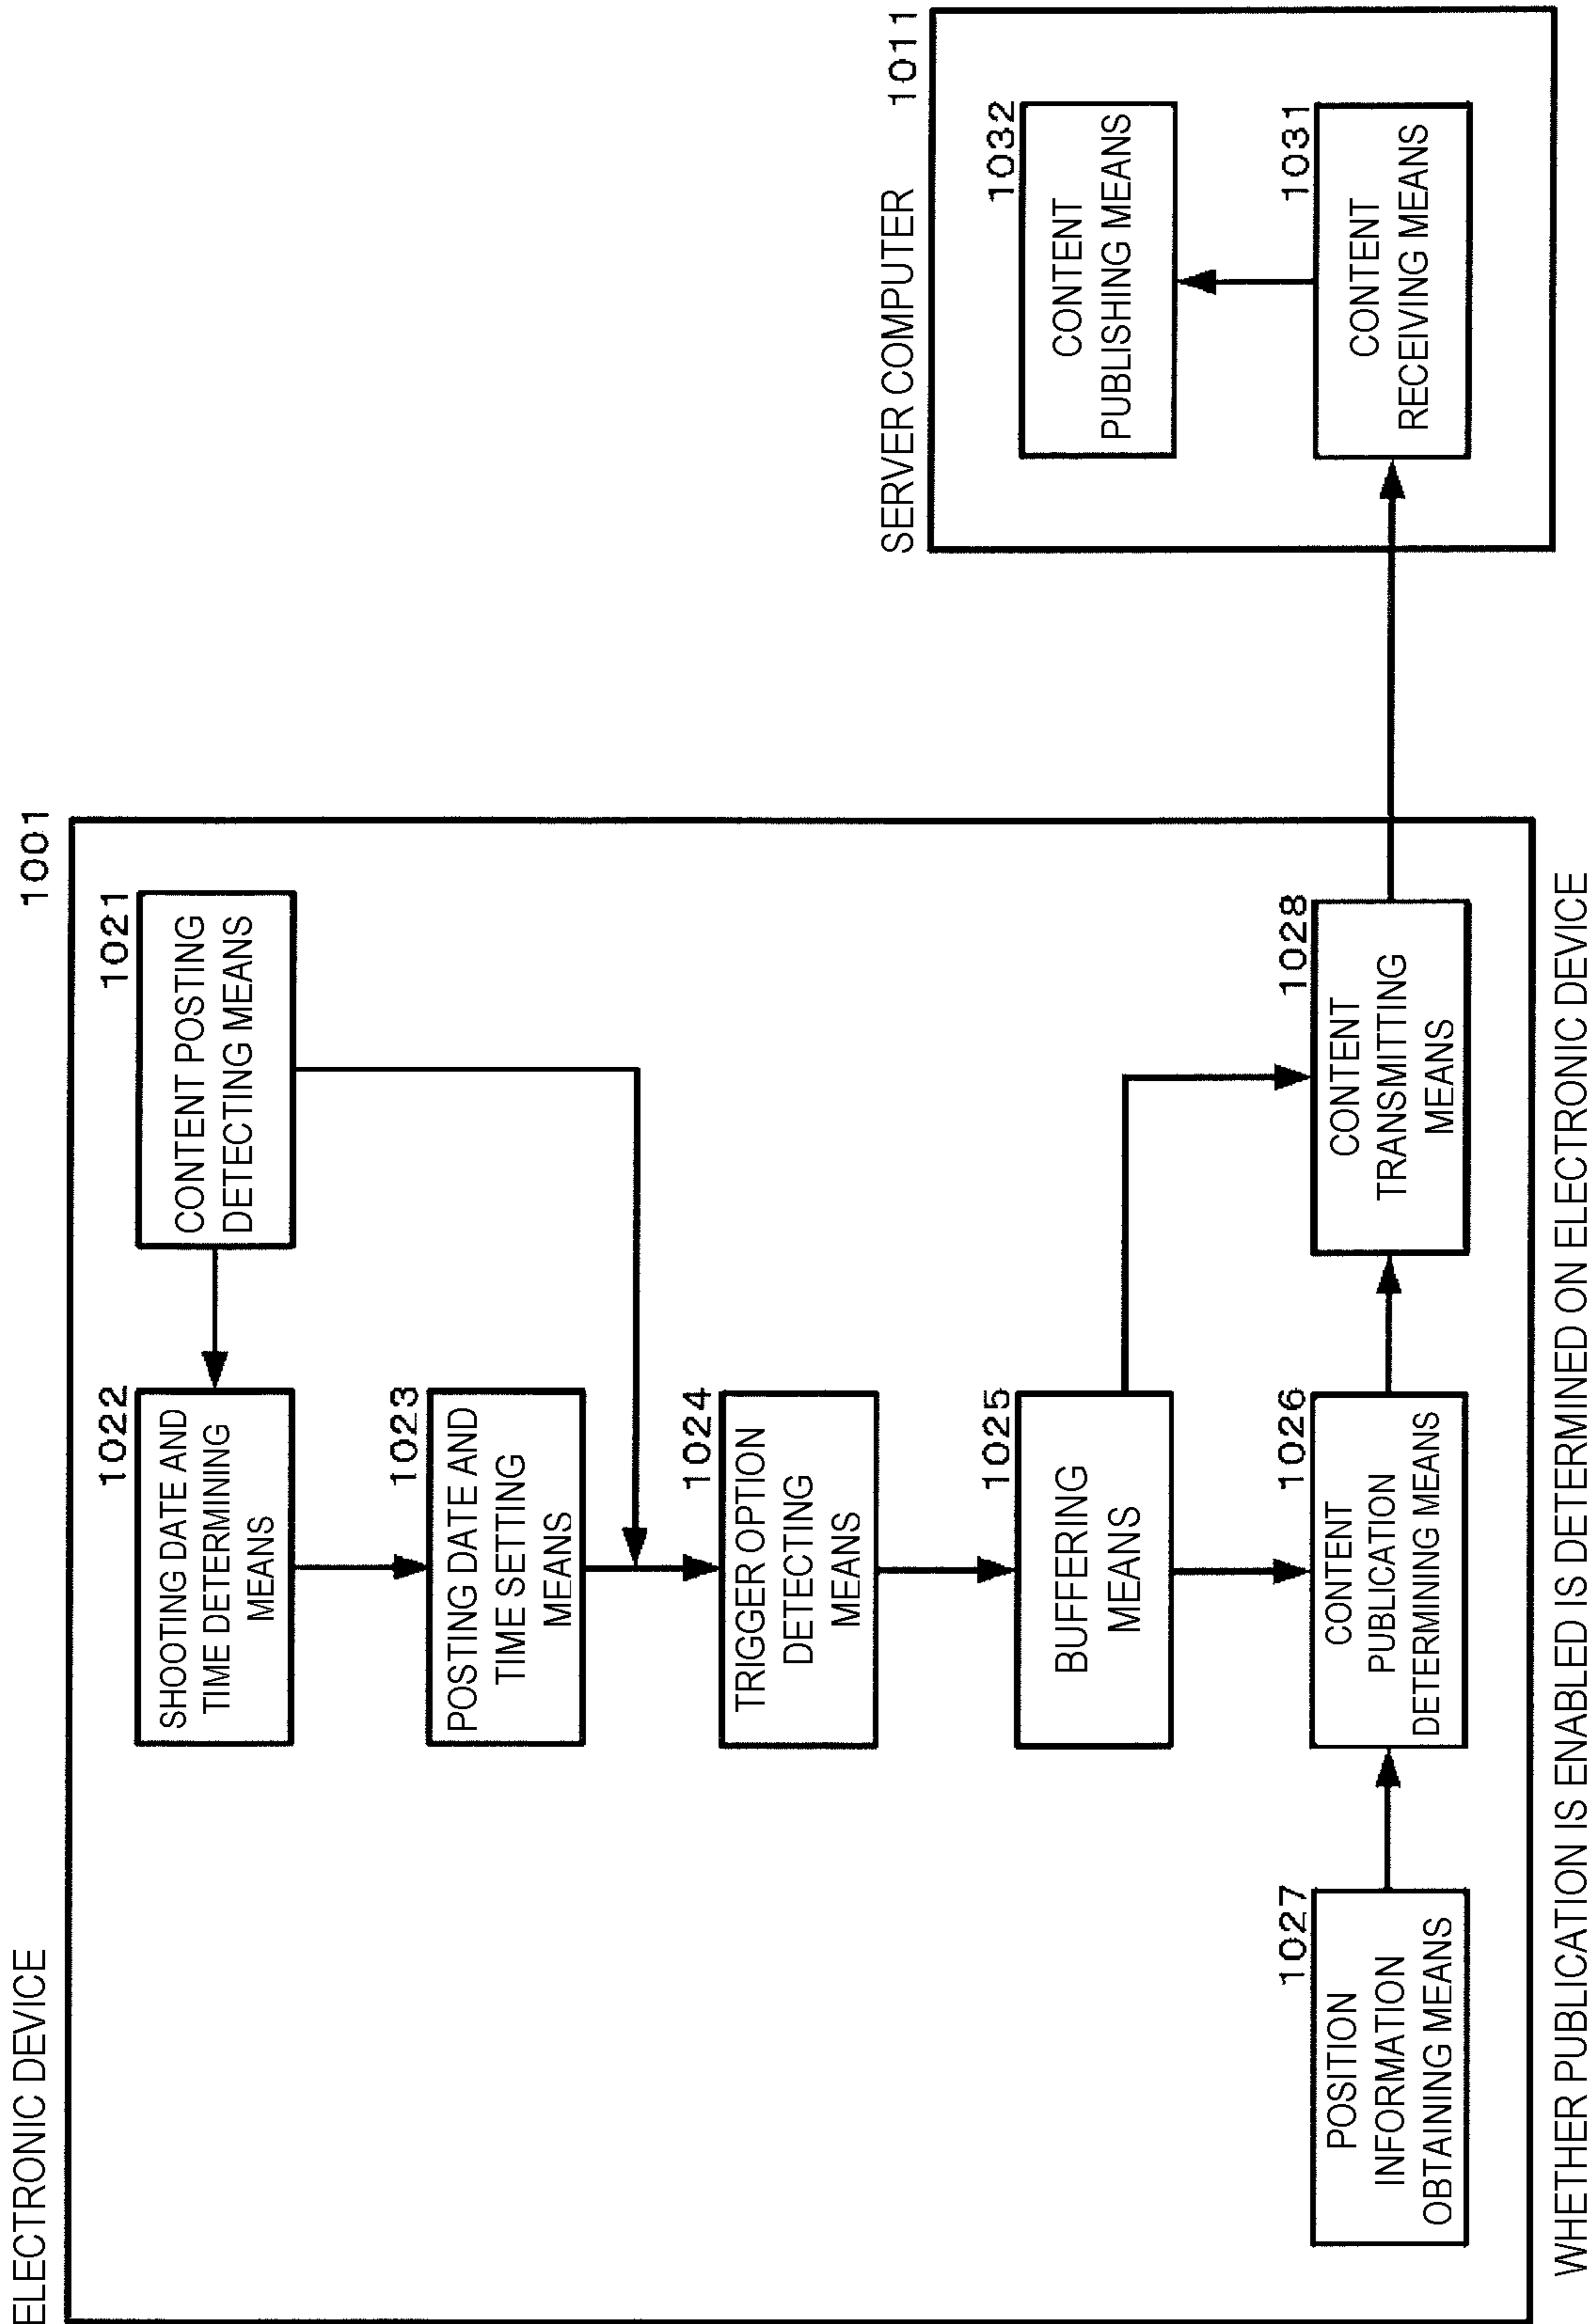 ELECTRONIC DEVICE
1001
1021
CONTENT POSTING
DETECTING MEANS
1022
SHOOTING DATE AND
TIME DETERMINING
MEANS
1023
POSTING DATE AND
TIME SETTING
MEANS
1024
TRIGGER OPTION
DETECTING
MEANS
1025
BUFFERING
MEANS
1027
POSITION
INFORMATION
OBTAINING MEANS
1026
CONTENT
PUBLICATION
DETERMINING MEANS
1028
CONTENT
TRANSMITTING
MEANS
SERVER COMPUTER
1011
1032
CONTENT
PUBLISHING MEANS
1031
CONTENT
RECEIVING MEANS
WHETHER PUBLICATION IS ENABLED IS DETERMINED ON ELECTRONIC DEVICE